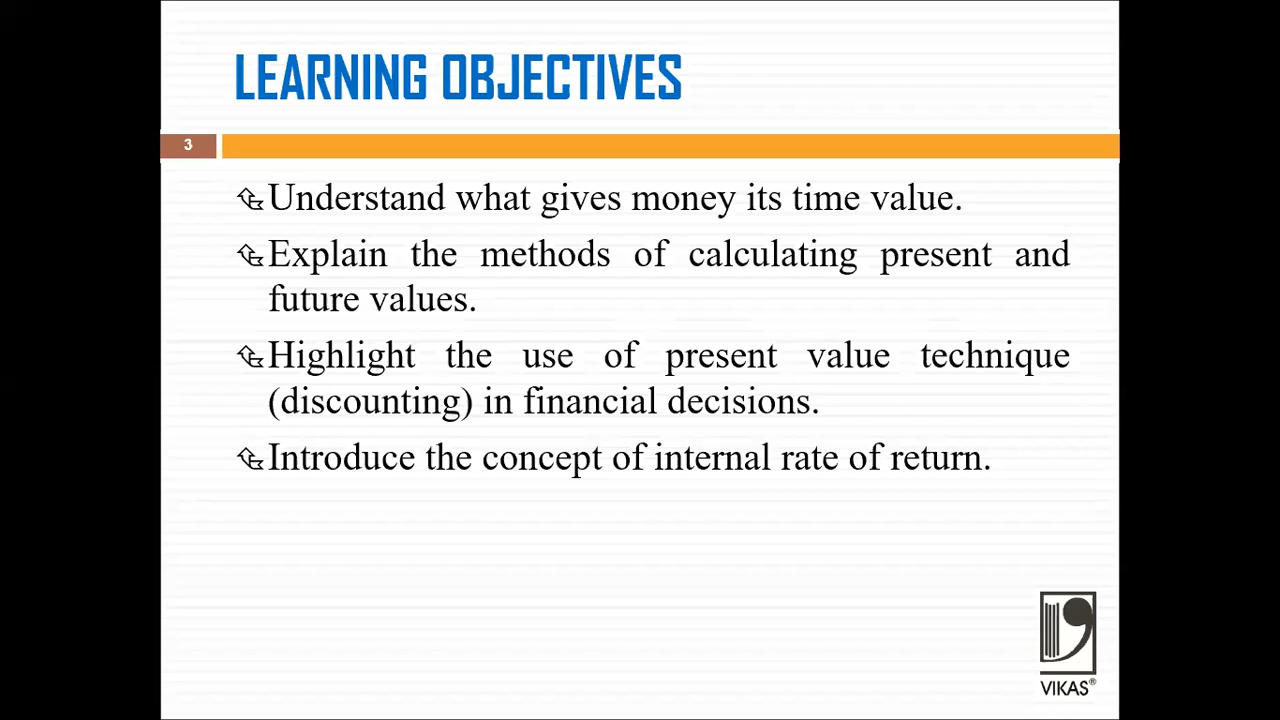 LEARNING OBJECTIVES
3
Understand what gives money its time value.
Explain the methods of calculating present and
future values.
Highlight the use of present value technique
(discounting) in financial decisions.
Introduce the concept of internal rate of return.
VIKAS®